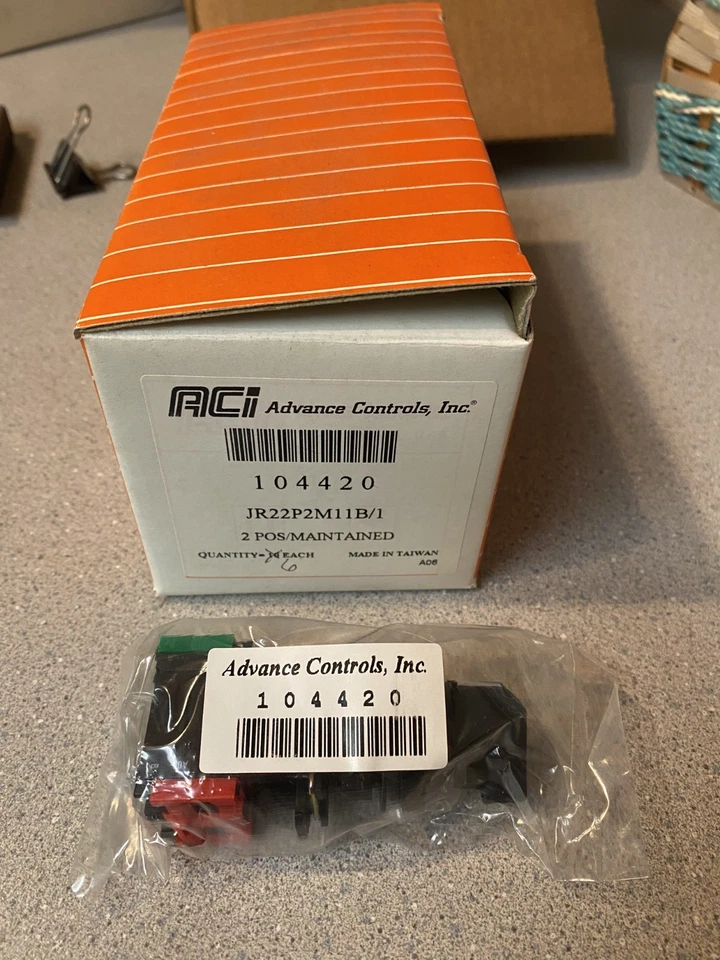 ACi Advance Controls, Inc.®
104420
JR22P2M11B/1
2 POS/MAINTAINED
QUANTITY= EACH MADE IN TAIWAN
6 A06
Advance Controls, Inc.
104420